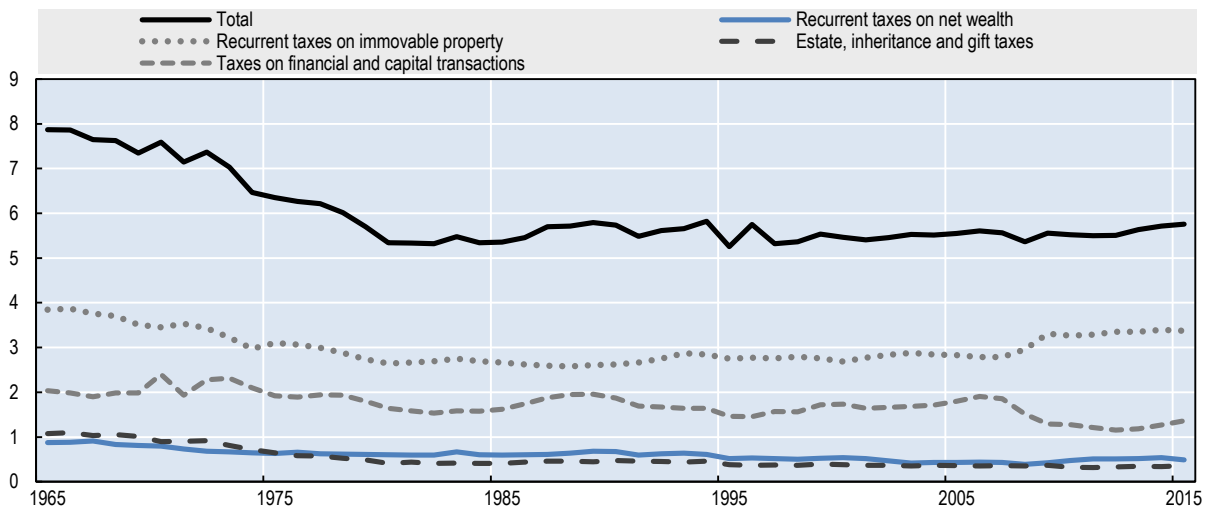 Total
Recurrent taxes on net wealth
Recurrent taxes on immovable property
Estate, inheritance and gift taxes
Taxes on financial and capital transactions
9
8
7
6
5
4
3
2
1
0
1965 1975 1985 1995 2005 2015